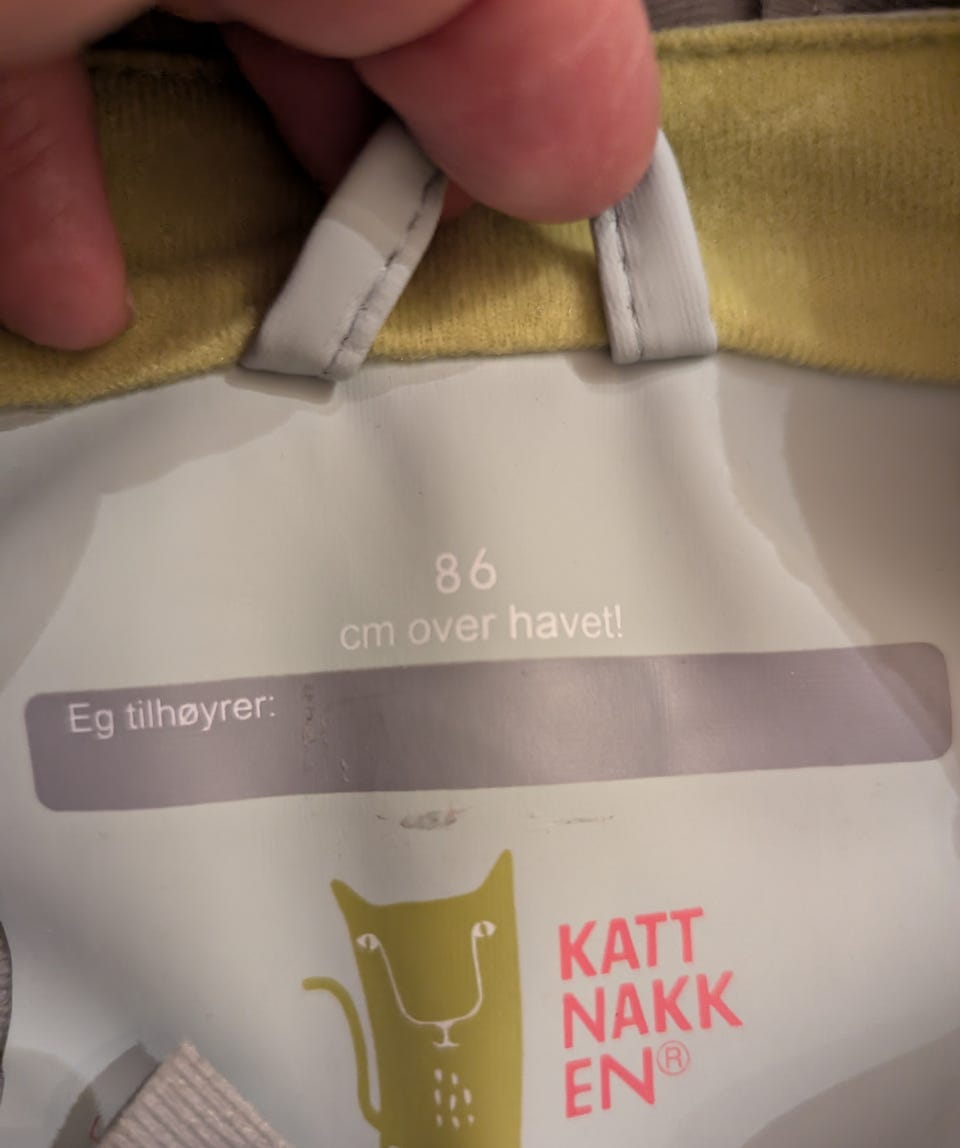 86
cm over havet!
Eg tilhøyrer:
KATT
NAKK
EN®